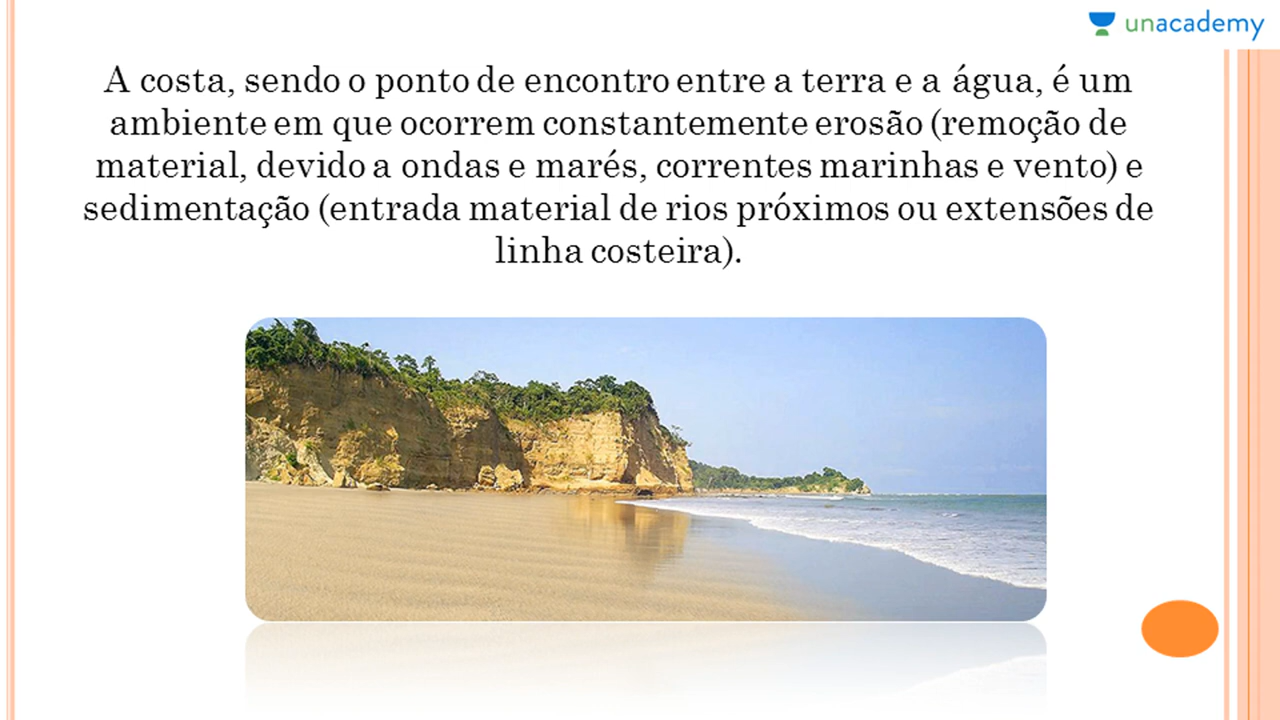 unacademy
A costa, sendo o ponto de encontro entre a terra e a água, é um
ambiente em que ocorrem constantemente erosão (remoção de
material, devido a ondas e marés, correntes marinhas e vento) e
sedimentação (entrada material de rios próximos ou extensões de
linha costeira).